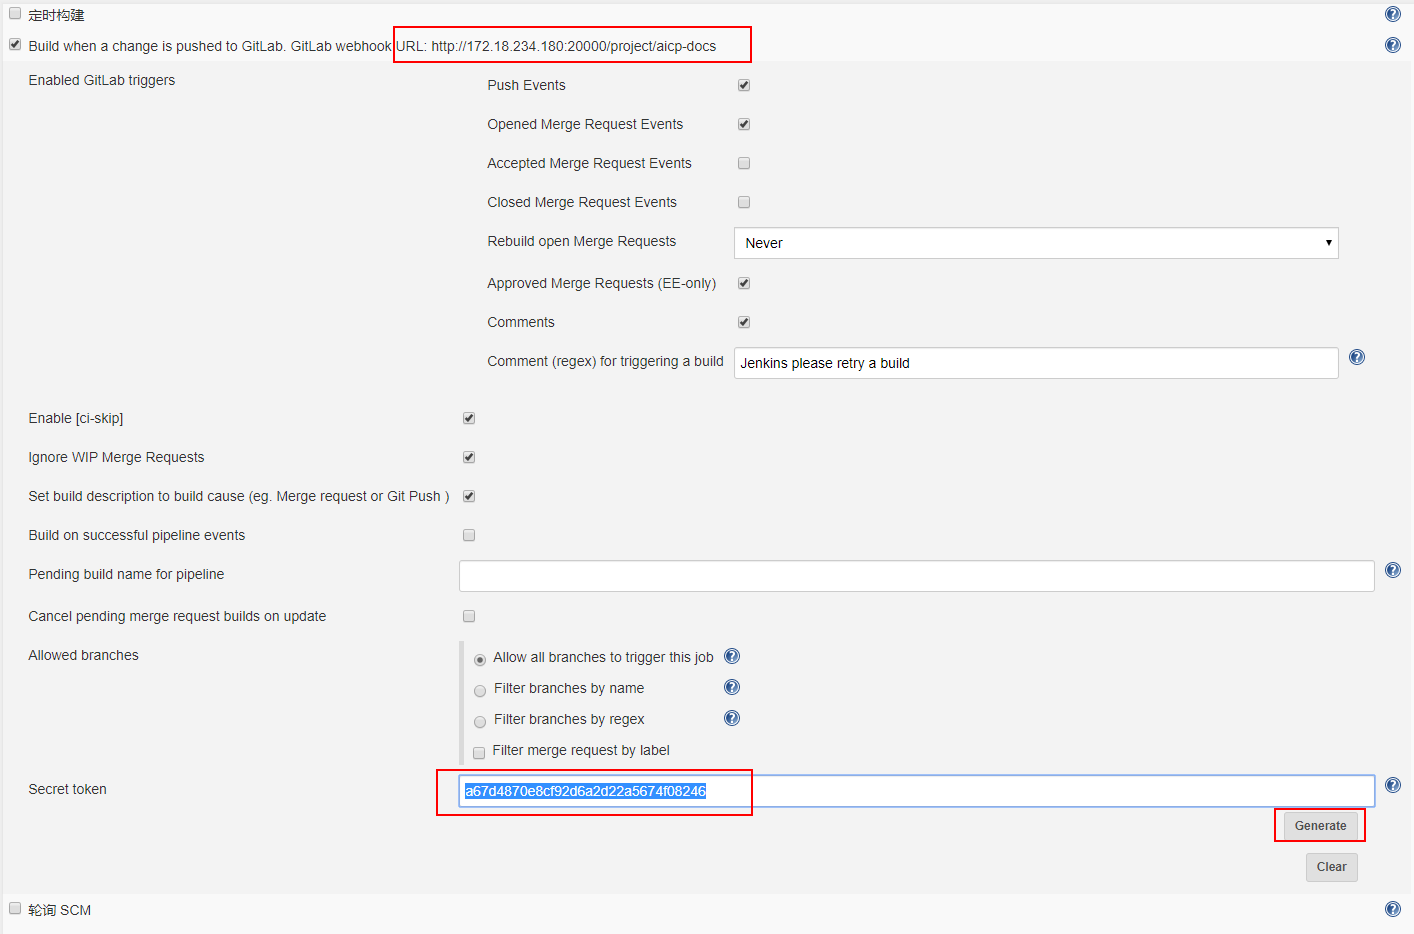 定时构建
Build when a change is pushed to GitLab. GitLab webhook URL: http://172.18.234.180:20000/project/aicp-docs
Enabled GitLab triggers
Push Events
Opened Merge Request Events
Accepted Merge Request Events
Closed Merge Request Events
Rebuild open Merge Requests
Never
Approved Merge Requests (EE-only)
Comments
Comment (regex) for triggering a build
Jenkins please retry a build
Enable [ci-skip]
Ignore WIP Merge Requests
Set build description to build cause (eg. Merge request or Git Push )
Build on successful pipeline events
Pending build name for pipeline
Cancel pending merge request builds on update
Allowed branches
Allow all branches to trigger this job
Filter branches by name
Filter branches by regex
Filter merge request by label
Secret token
a67d4870e8cf92d6a2d22a5674f08246
Generate
Clear
轮询 SCM